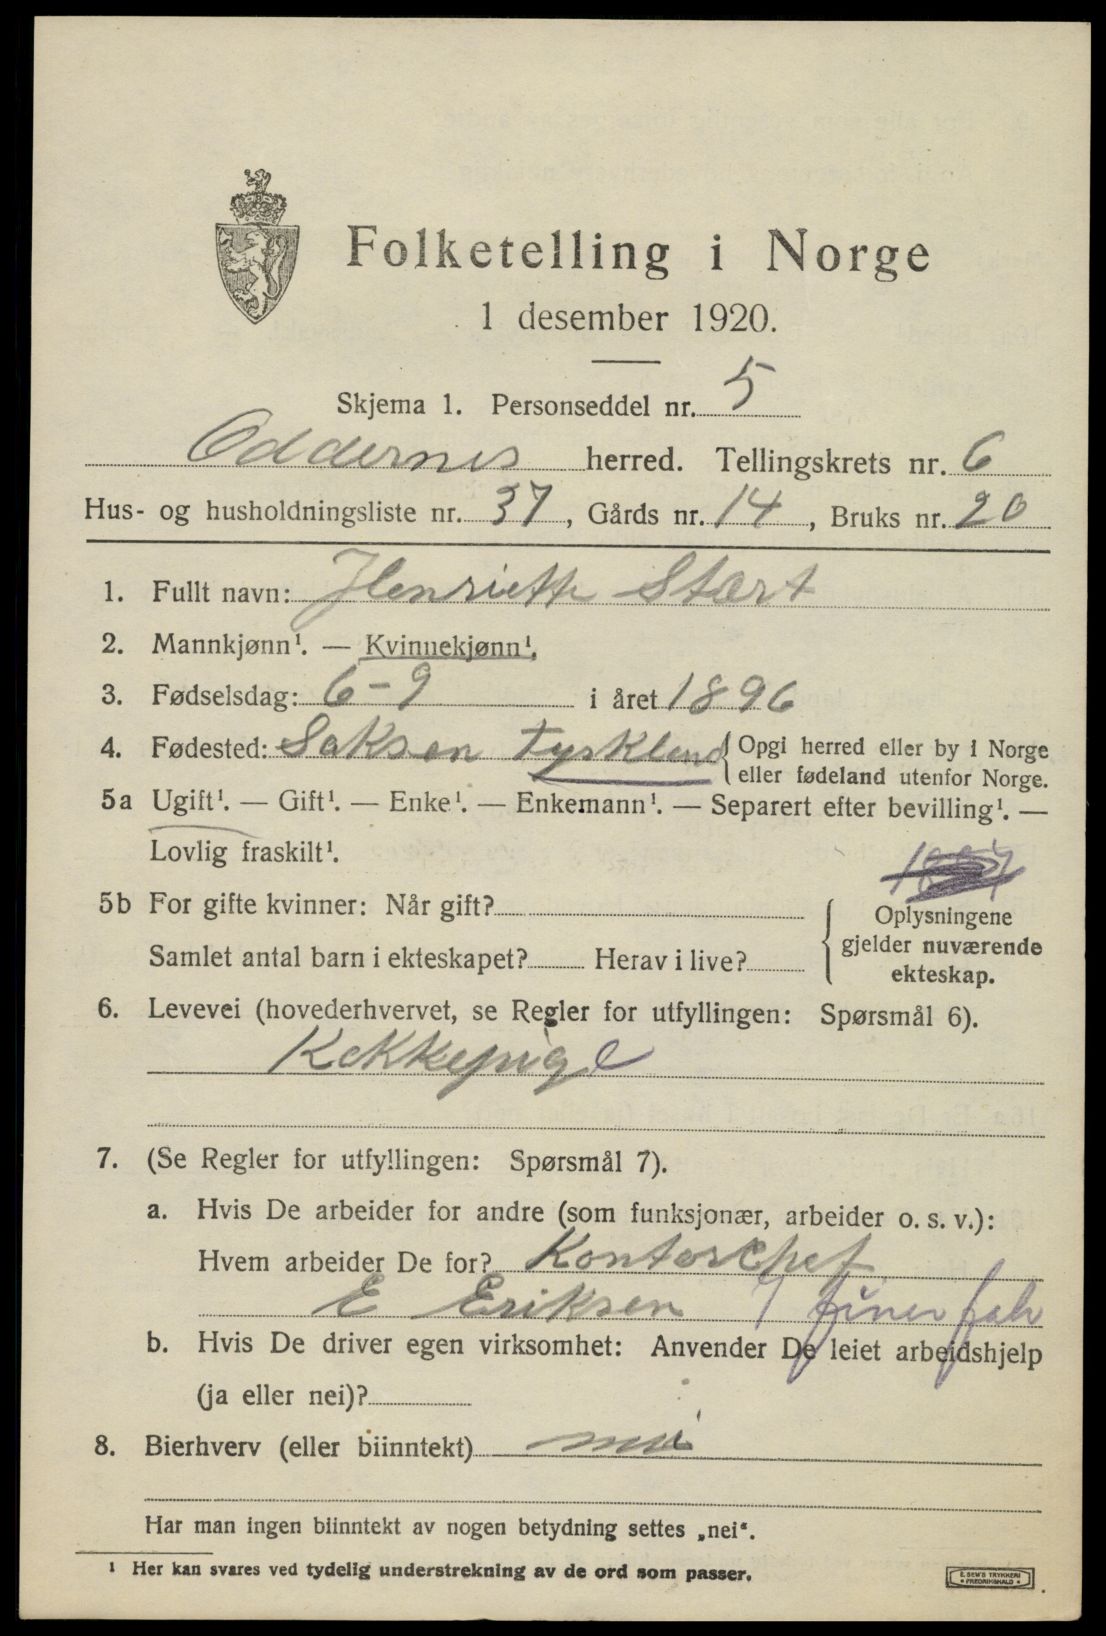 Folketelling i Norge
1 desember 1920.
Skjema 1. Personseddel nr. 5
Oddernes herred. Tellingskrets nr. 6
Hus- og husholdningsliste nr. 37, Gårds nr. 14, Bruks nr. 20
1. Fullt navn: Henriette Stært
2. Mannkjønn¹. — Kvinnekjønn¹.
3. Fødselsdag: 6-9 i året 1896
4. Fødested: Saksen Tyskland { Opgi herred eller by i Norge
eller fødeland utenfor Norge.
5a Ugift¹. — Gift¹. — Enke¹. — Enkemann¹. — Separert efter bevilling¹. —
Lovlig fraskilt¹.
5b For gifte kvinner: Når gift?
Samlet antal barn i ekteskapet? Herav i live?
{ Oplysningene
gjelder nuværende
ekteskap.
6. Levevei (hovederhvervet, se Regler for utfyllingen: Spørsmål 6).
Kokkepige
7. (Se Regler for utfyllingen: Spørsmål 7).
a. Hvis De arbeider for andre (som funksjonær, arbeider o. s. v.):
Hvem arbeider De for? Kontorchef
E Eriksen finerfabr
b. Hvis De driver egen virksomhet: Anvender De leiet arbeidshjelp
(ja eller nei)?
8. Bierhverv (eller biinntekt) nei
Har man ingen biinntekt av nogen betydning settes „nei“.
¹ Her kan svares ved tydelig understrekning av de ord som passer.
E. SEM'S TRYKKERI
• FREDRIKSHALD •